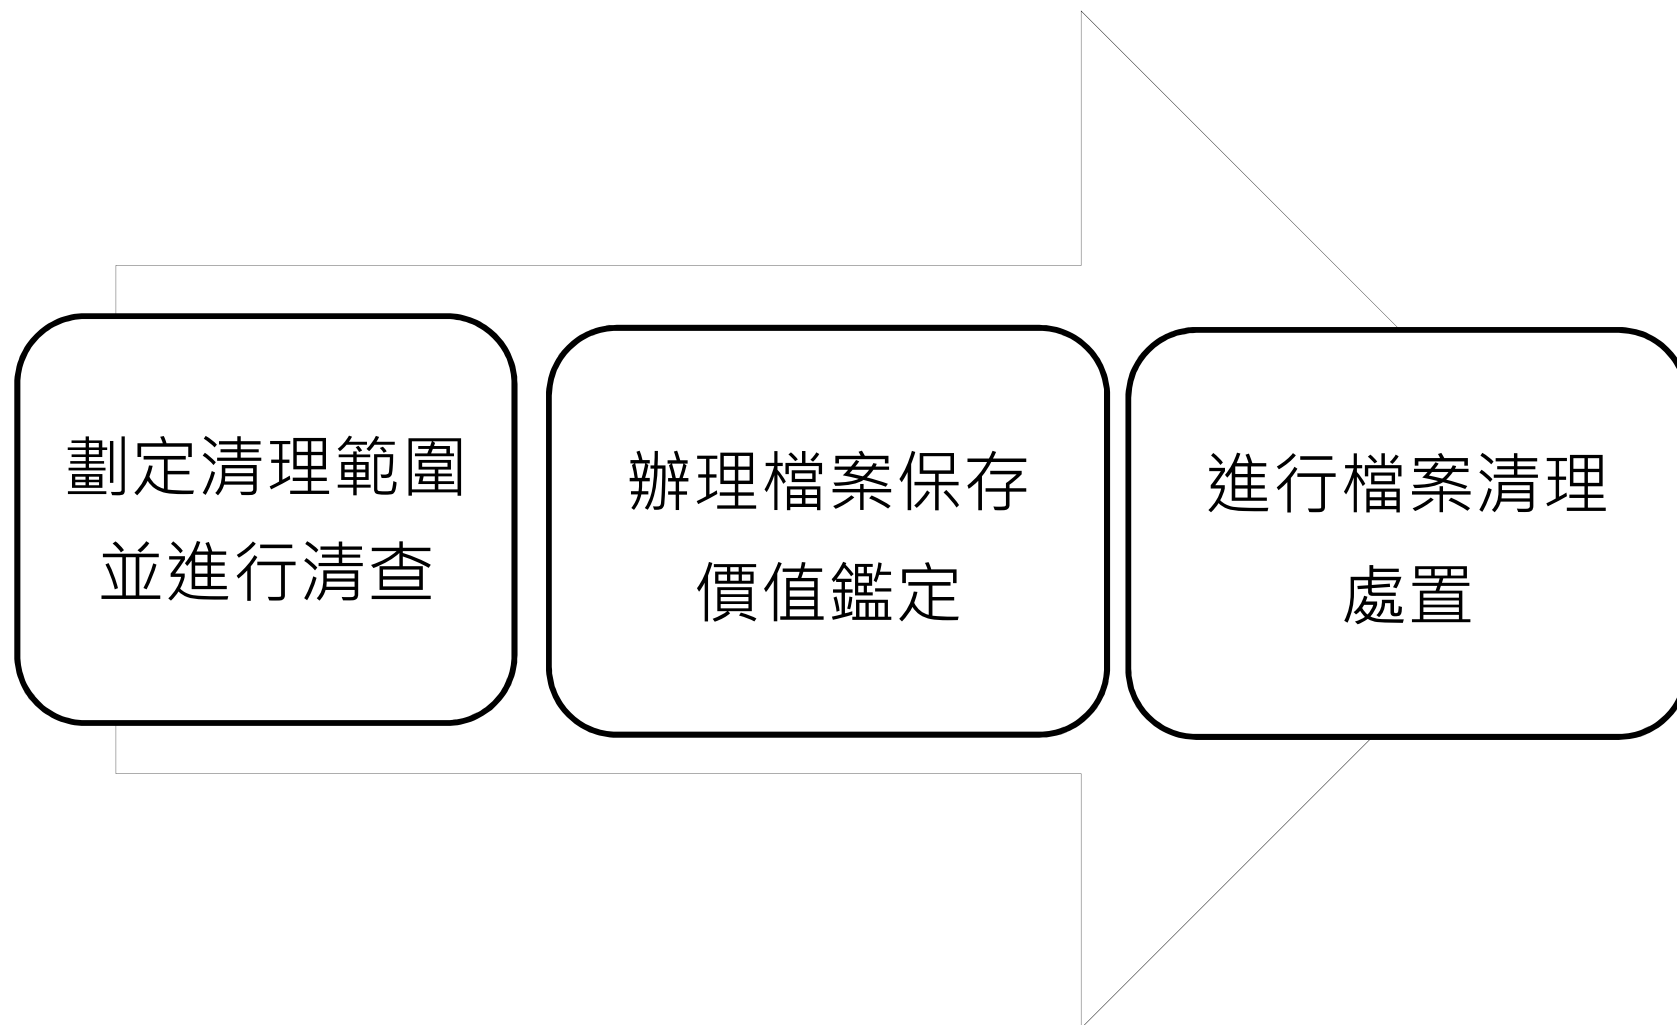 劃定清理範圍
並進行清查
辦理檔案保存
價值鑑定
進行檔案清理
處置